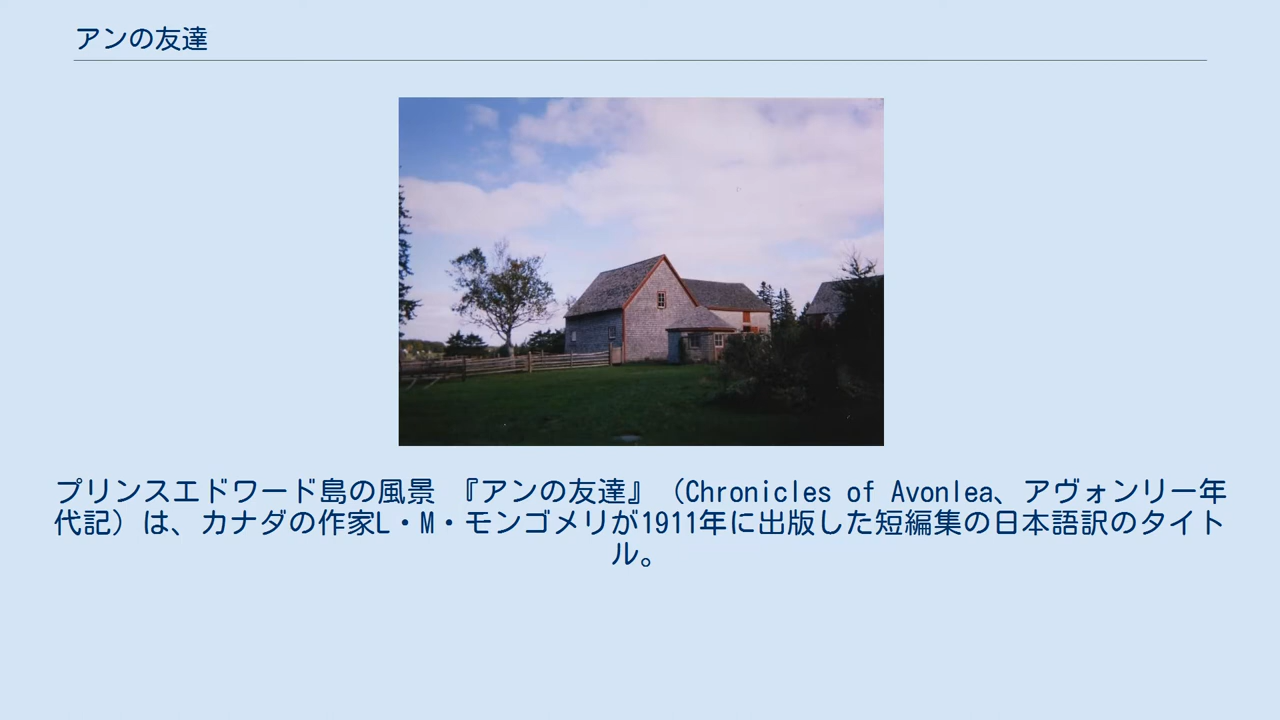 アンの友達
プリンスエドワード島の風景 『アンの友達』（Chronicles of Avonlea、アヴォンリー年
代記）は、カナダの作家L・M・モンゴメリが1911年に出版した短編集の日本語訳のタイト
ル。